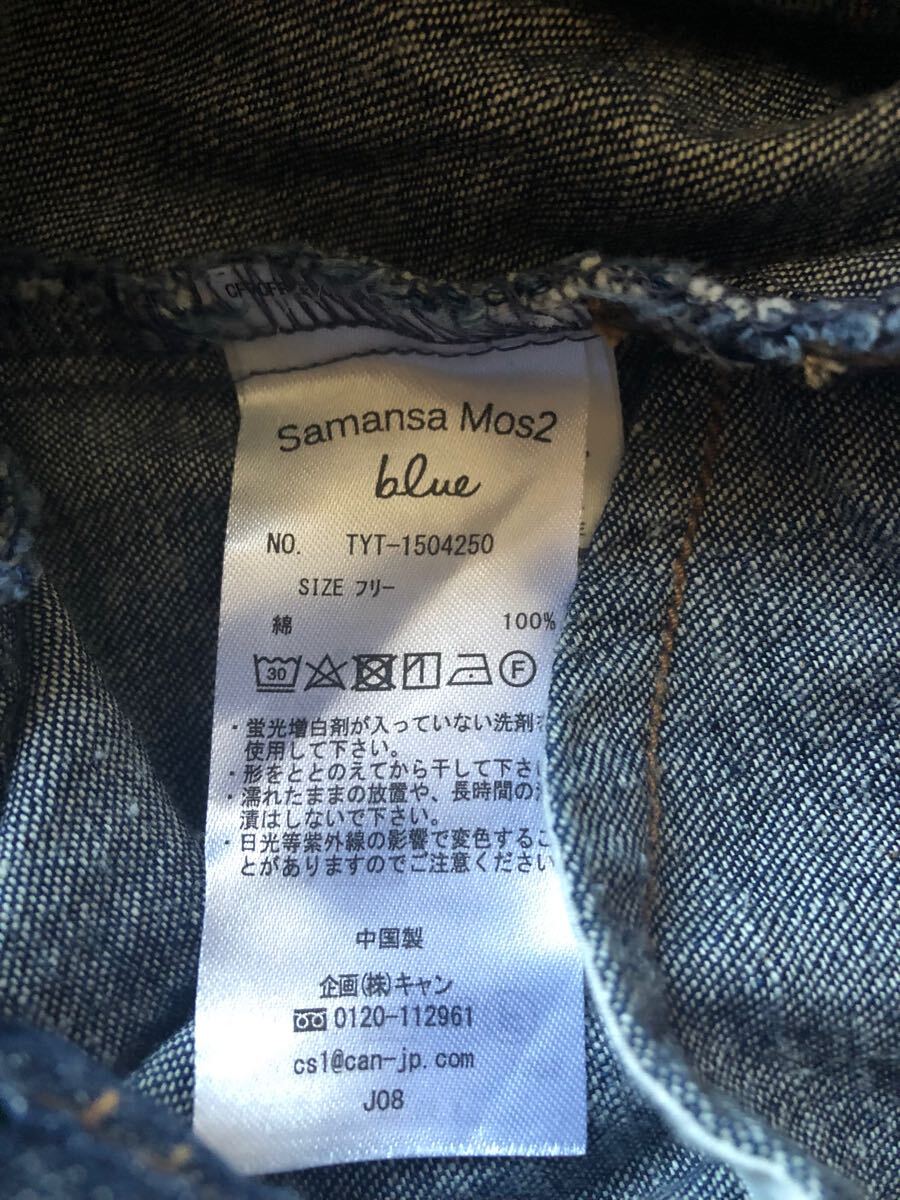 Samansa Mos2
blue
NO. TYT-1504250
SIZE フリー
綿 100%
30 1 F
・蛍光増白剤が入っていない洗剤を
使用して下さい。
・形をととのえてから干して下さい
・濡れたままの放置や、長時間の
漬はしないで下さい。
・日光等紫外線の影響で変色するこ
とがありますのでご注意ください
中国製
企画(株)キャン
0120-112961
cs1@can-jp.com
J08